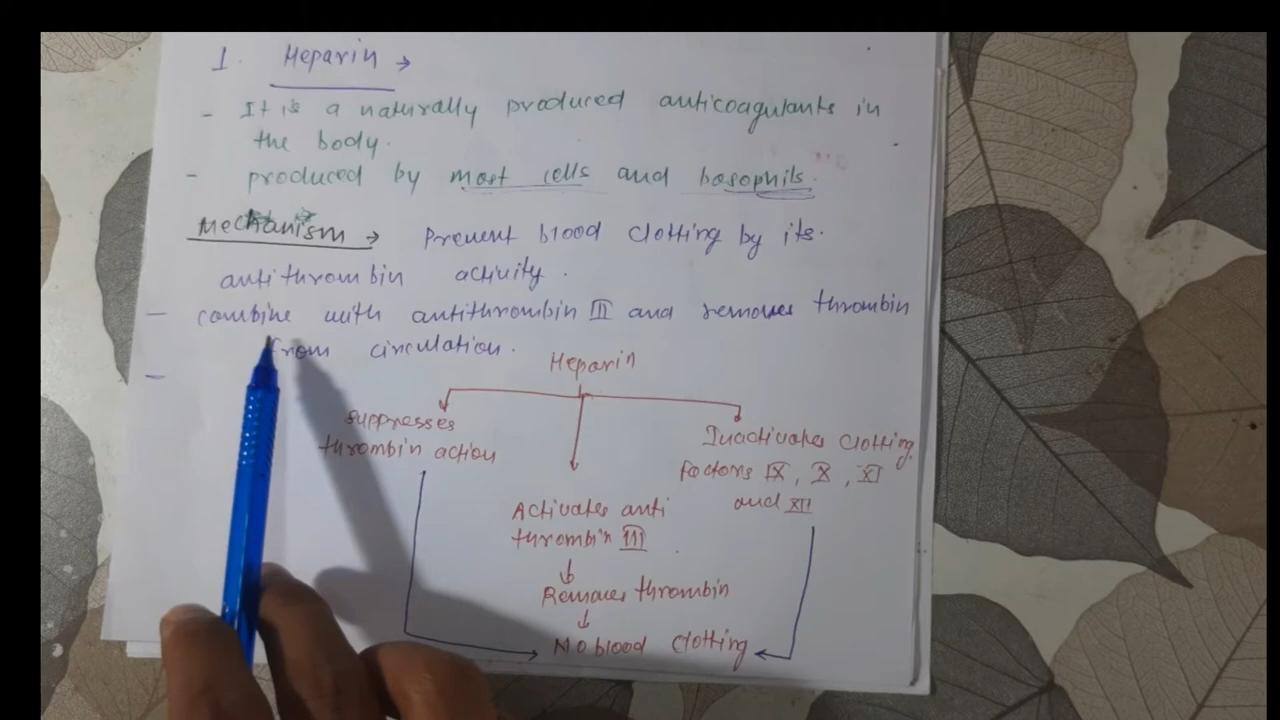 1. Heparin →
- It is a naturally produced anticoagulants in
the body.
- produced by mast cells and basophils.
Mechanism → Prevent blood clotting by its.
antithrombin activity.
- combine with antithrombin III and removes thrombin
from circulation.
-
Heparin
suppresses
thrombin action
Inactivates clotting
factors IX, X, XI
and XII
Activates anti
thrombin III
↓
Removes thrombin
↓
No blood clotting